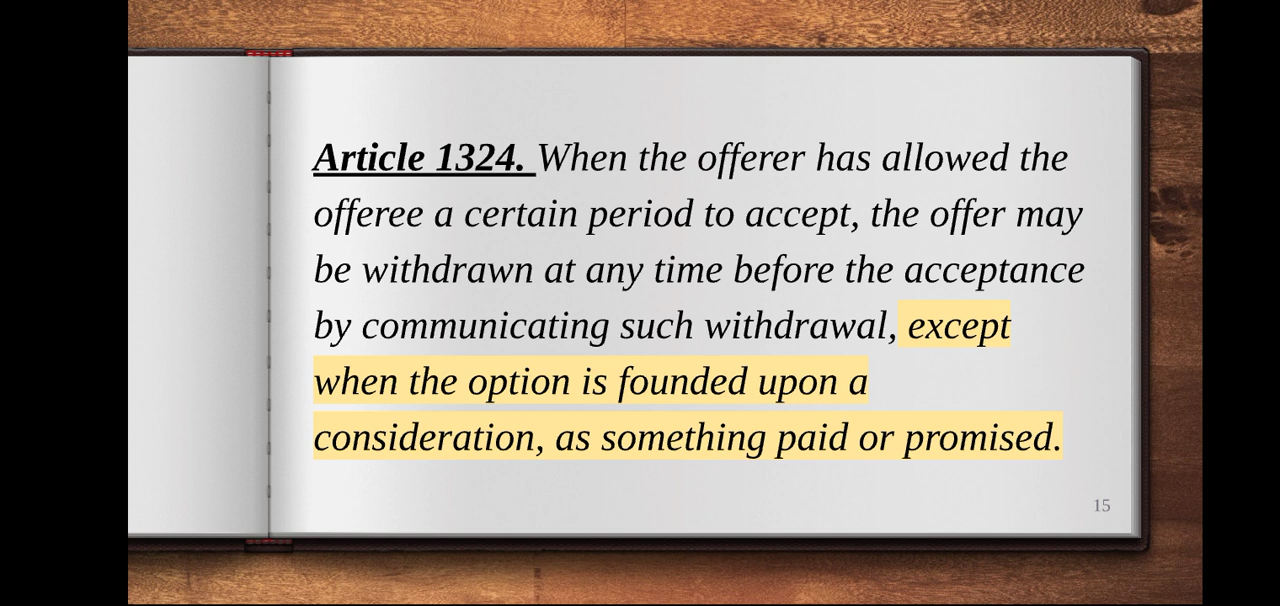 Article 1324. When the offerer has allowed the
offeree a certain period to accept, the offer may
be withdrawn at any time before the acceptance
by communicating such withdrawal, except
when the option is founded upon a
consideration, as something paid or promised.
15